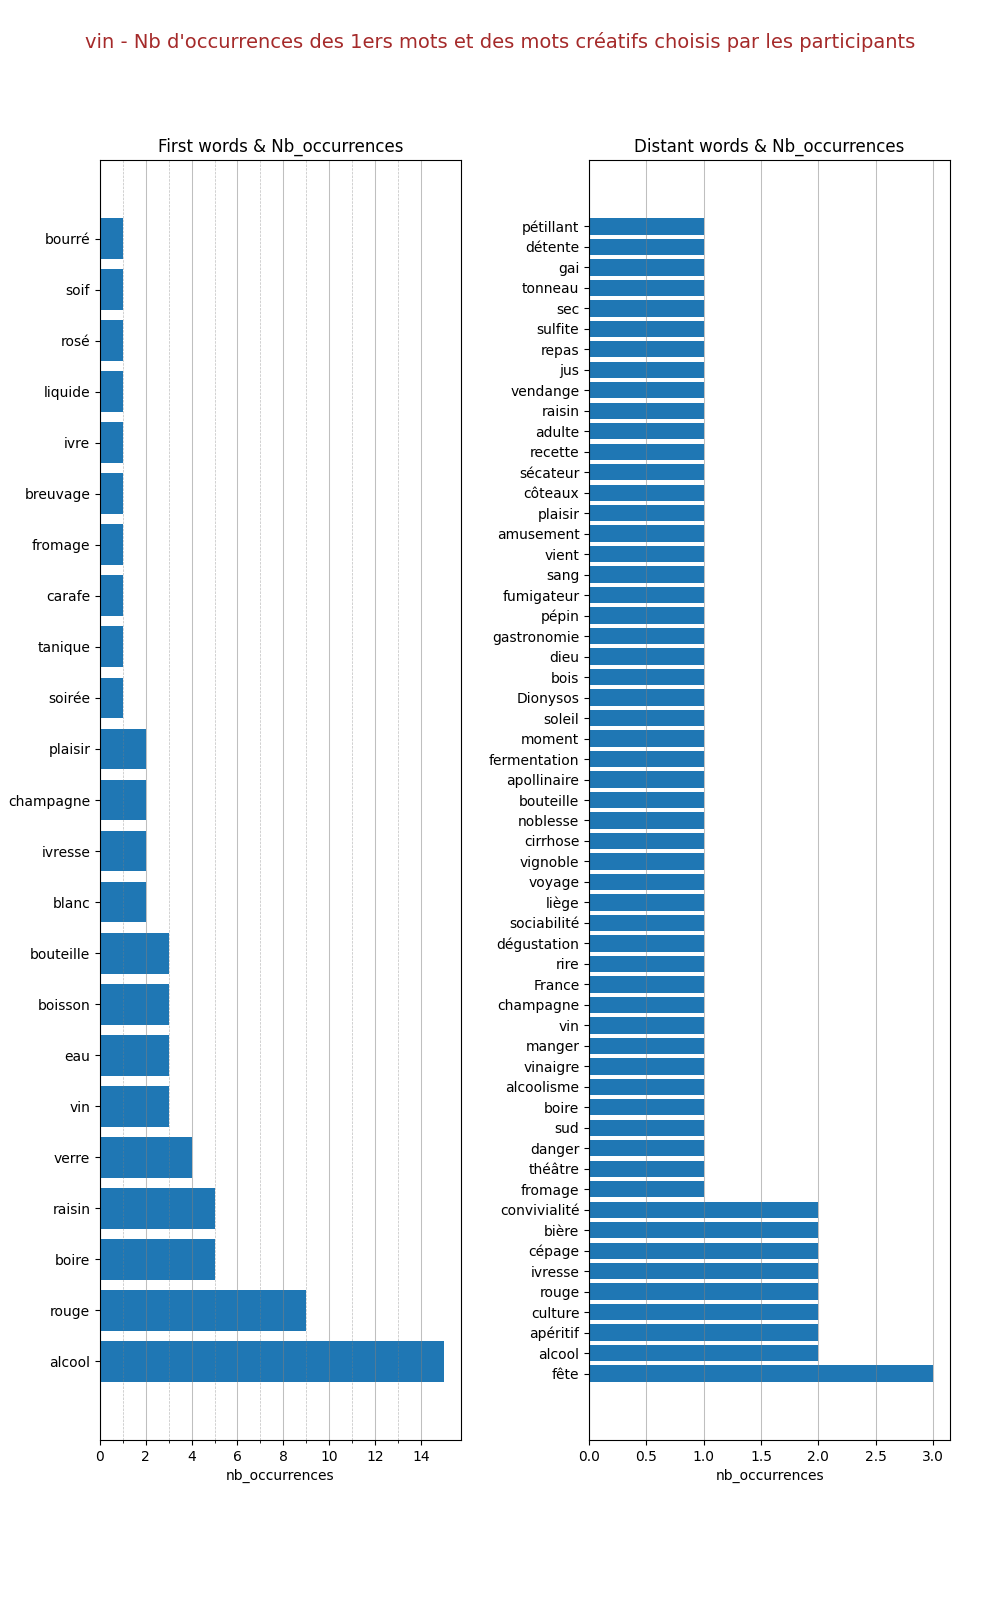 vin - Nb d'occurrences des 1ers mots et des mots créatifs choisis par les participants
First words & Nb_occurrences
bourré
soif
rosé
liquide
ivre
breuvage
fromage
carafe
tanique
soirée
plaisir
champagne
ivresse
blanc
bouteille
boisson
eau
vin
verre
raisin
boire
rouge
alcool
0 2 4 6 8 10 12 14
nb_occurrences
Distant words & Nb_occurrences
pétillant
détente
gai
tonneau
sec
sulfite
repas
jus
vendange
raisin
adulte
recette
sécateur
côteaux
plaisir
amusement
vient
sang
fumigateur
pépin
gastronomie
dieu
bois
Dionysos
soleil
moment
fermentation
apollinaire
bouteille
noblesse
cirrhose
vignoble
voyage
liège
sociabilité
dégustation
rire
France
champagne
vin
manger
vinaigre
alcoolisme
boire
sud
danger
théâtre
fromage
convivialité
bière
cépage
ivresse
rouge
culture
apéritif
alcool
fête
0.0 0.5 1.0 1.5 2.0 2.5 3.0
nb_occurrences